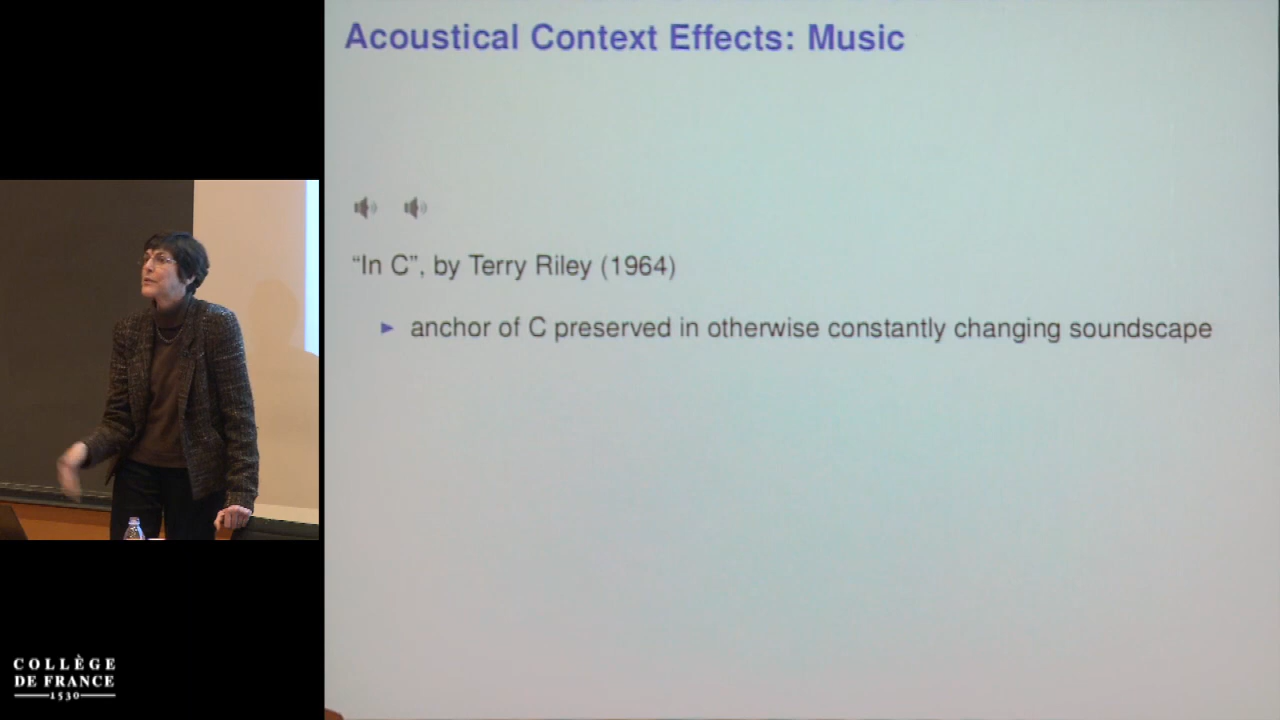 Acoustical Context Effects: Music
“In C”, by Terry Riley (1964)
► anchor of C preserved in otherwise constantly changing soundscape
COLLÈGE
DE FRANCE
1530